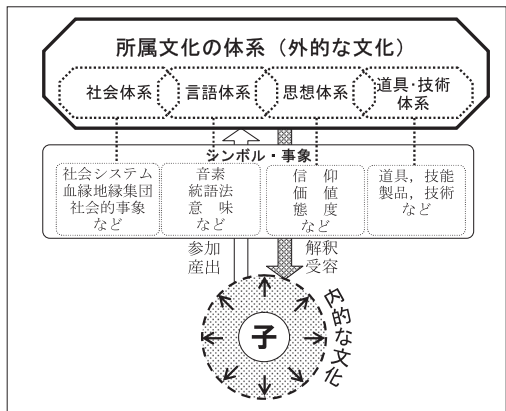 所属文化の体系（外的な文化）
社会体系
言語体系
思想体系
道具・技術
体系
シンボル・事象
社会システム
血縁地縁集団
社会的事象
など
音素
統語法
意　味
など
信　仰
価　値
態　度
など
道具，技能
製品，技術
など
参加
産出
解釈
受容
子
内的な文化